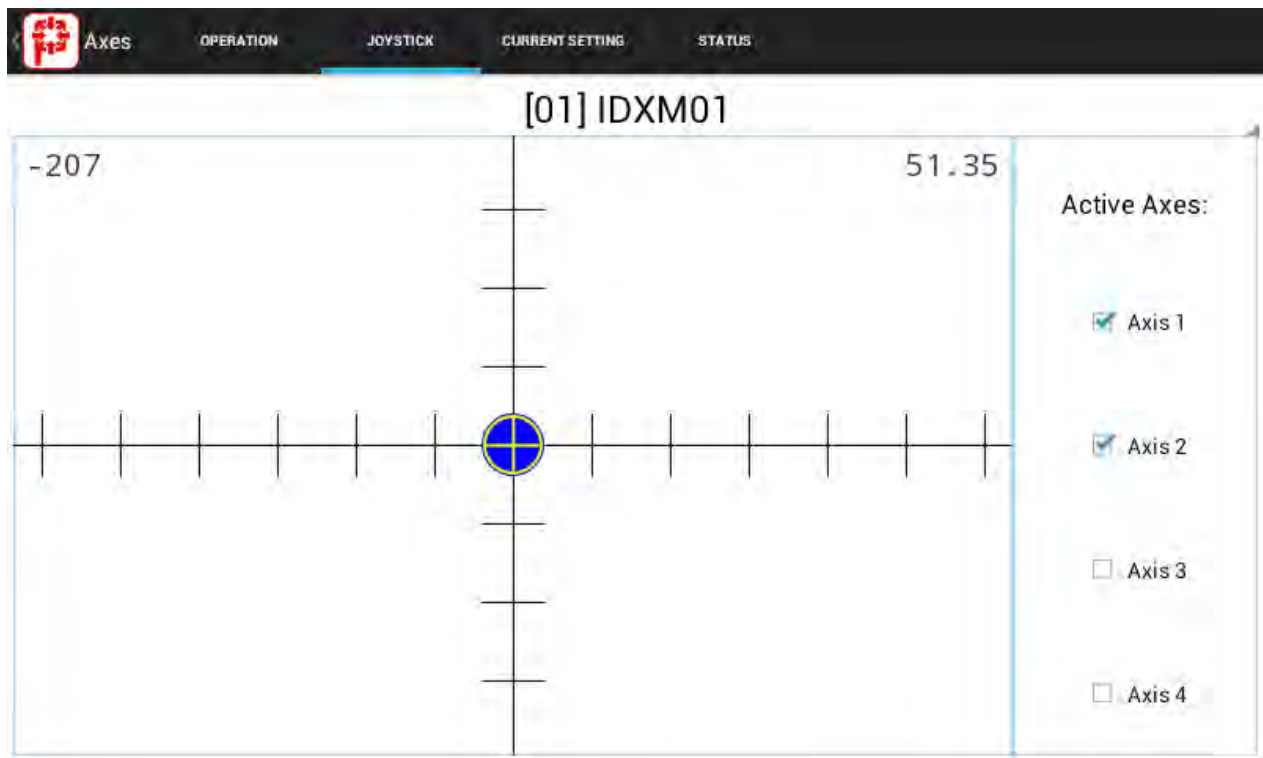 Axes OPERATION JOYSTICK CURRENT SETTING STATUS
[01] IDXM01
-207 51.35
Active Axes:
Axis 1
Axis 2
Axis 3
Axis 4